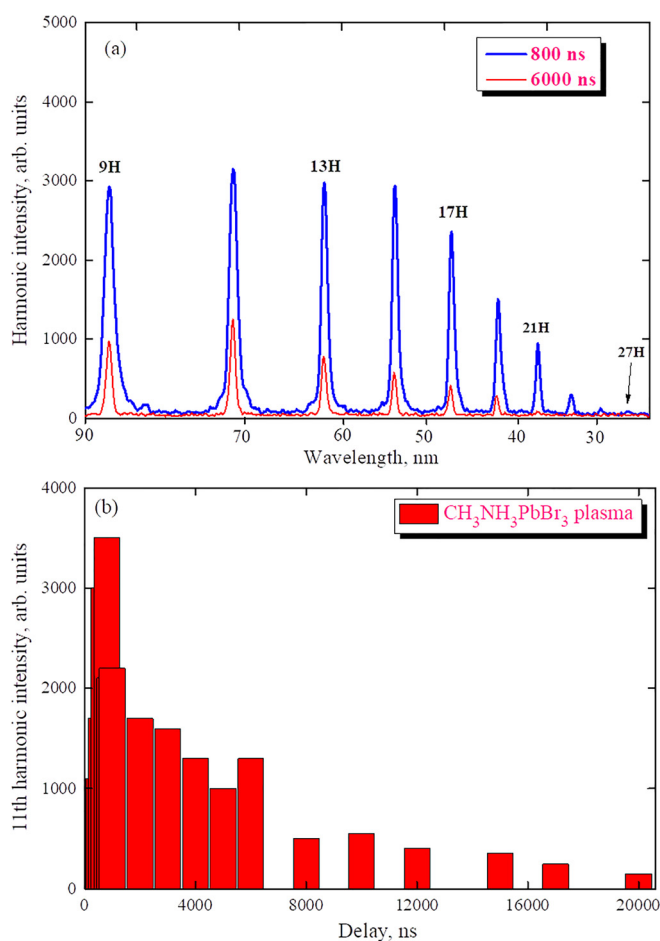 5000
(a)
800 ns
6000 ns
4000
3000
9H
13H
17H
2000
1000
21H
27H
0
90
70
60
50
40
30
Wavelength, nm
Harmonic intensity, arb. units
4000
(b)
CH₃NH₃PbBr₃ plasma
3000
2000
1000
0
0
4000
8000
12000
16000
20000
Delay, ns
11th harmonic intensity, arb. units